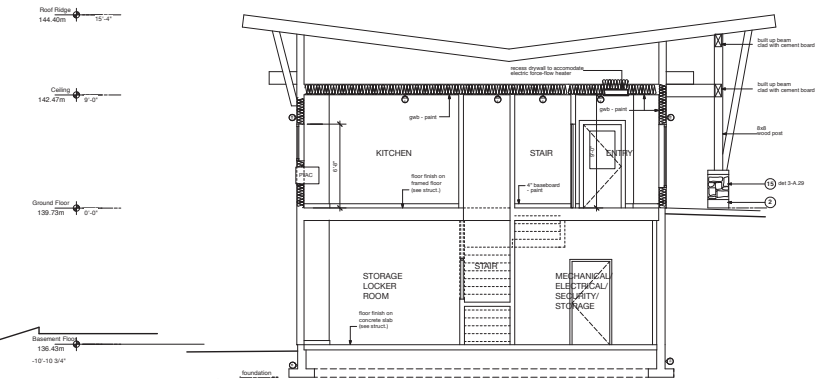 Roof Ridge
144.40m
15'-4"
built up beam
clad with cement board
recess drywall to accomodate
electric force-flow heater
Ceiling
142.47m
9'-0"
built up beam
clad with cement board
gwb - paint
gwb - paint
8x8
wood post
KITCHEN
STAIR
ENTRY
6'-8"
9'-0"
PTAC
floor finish on
framed floor
(see struct.)
4" baseboard
- paint
15 det 3-A.29
2
Ground Floor
139.73m
0'-0"
STAIR
STORAGE
LOCKER
ROOM
MECHANICAL/
ELECTRICAL/
SECURITY/
STORAGE
floor finish on
concrete slab
(see struct.)
Basement Floor
136.43m
-10'-10 3/4"
foundation